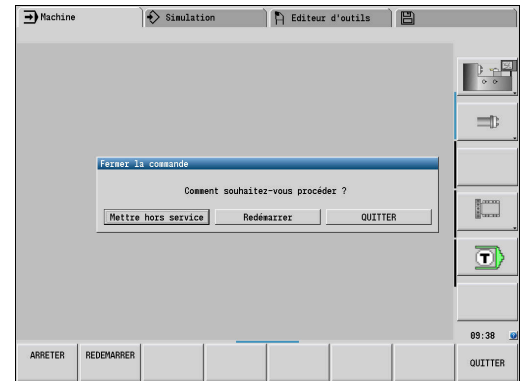 Machine
Simulation
Editeur d'outils
Fermer la commande
Comment souhaitez-vous procéder ?
Mettre hors service
Redémarrer
QUITTER
T
09:38
ARRETER
REDEMARRER
QUITTER